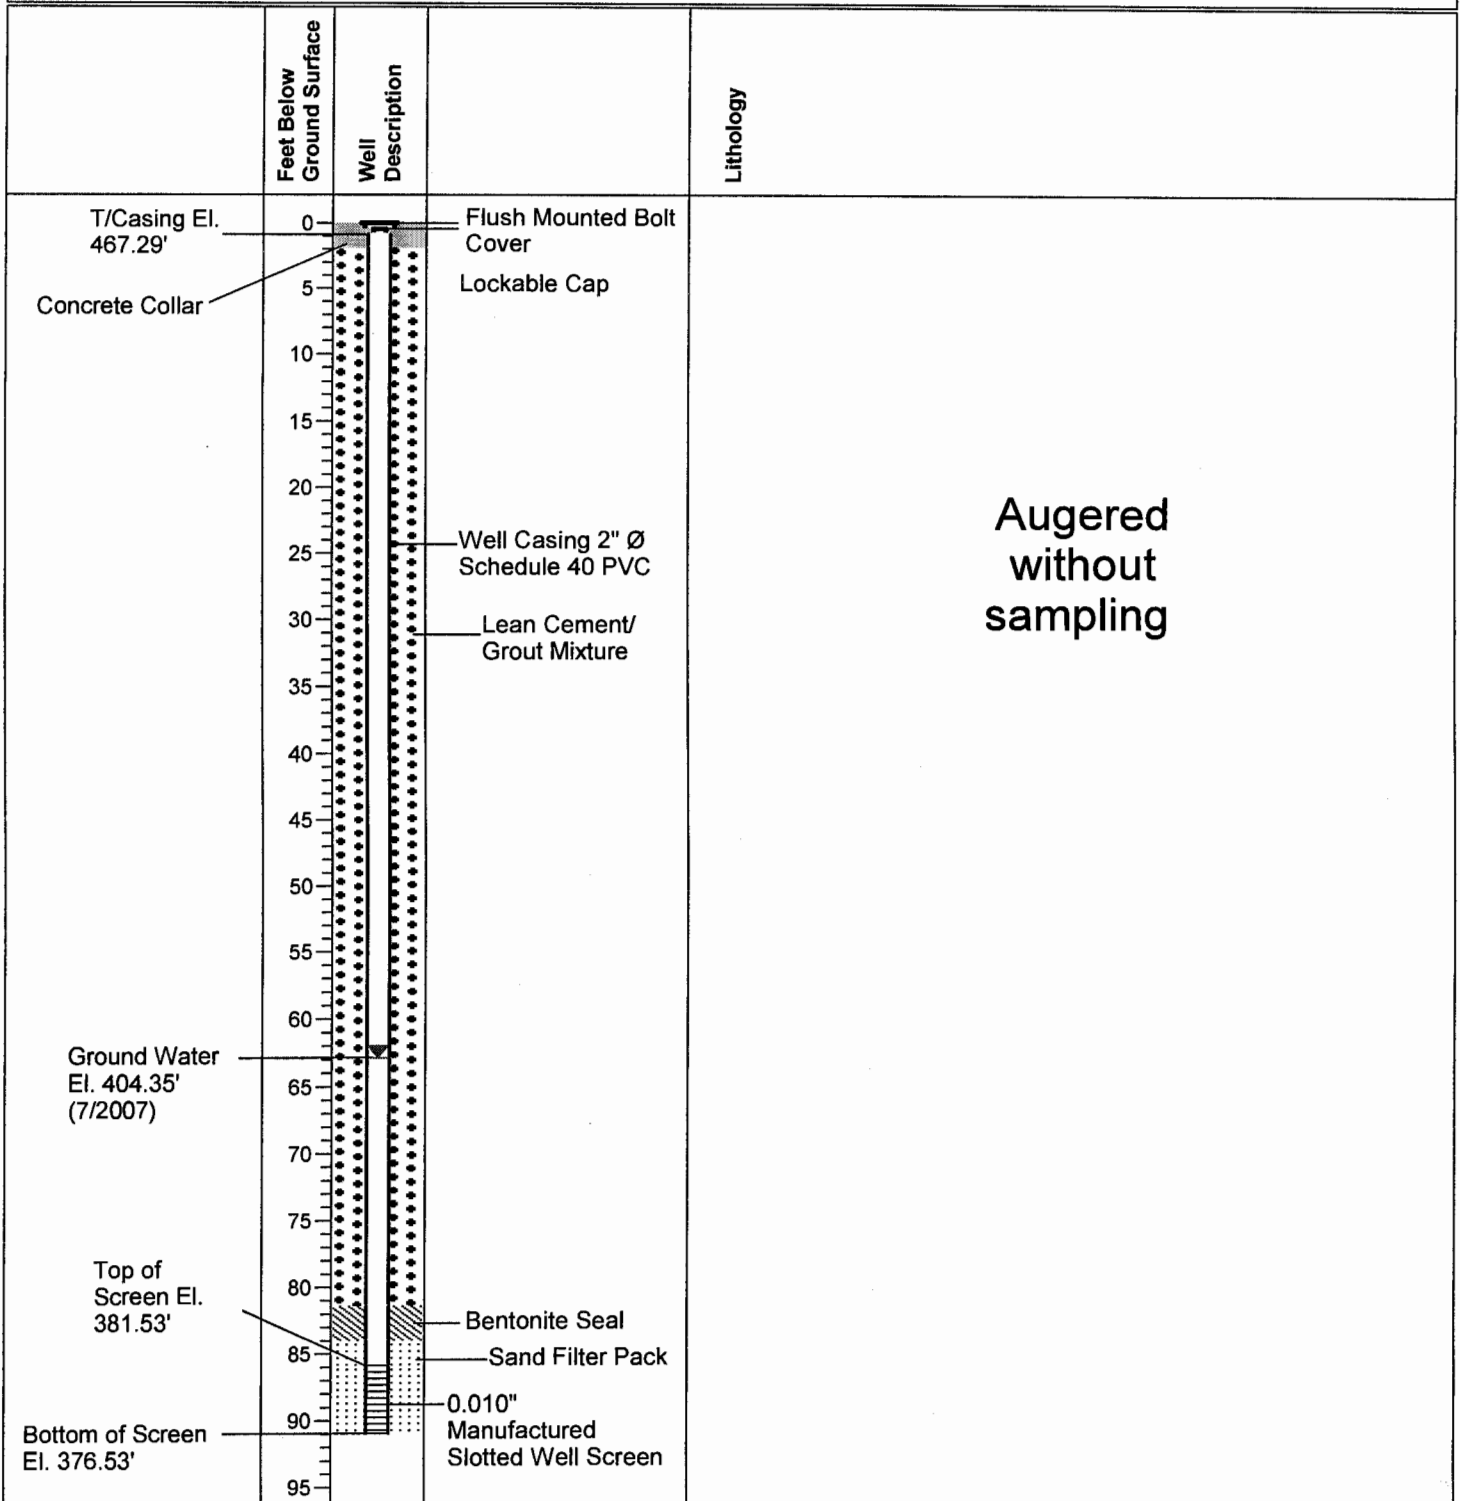 Feet Below
Ground Surface
Well
Description
Lithology
T/Casing El.
467.29'
Concrete Collar
0
5
10
15
20
25
30
35
40
45
50
55
60
65
70
75
80
85
90
95
Flush Mounted Bolt
Cover
Lockable Cap
Well Casing 2" Ø
Schedule 40 PVC
Lean Cement/
Grout Mixture
Augered
without
sampling
Ground Water
El. 404.35'
(7/2007)
Top of
Screen El.
381.53'
Bentonite Seal
Sand Filter Pack
0.010"
Manufactured
Slotted Well Screen
Bottom of Screen
El. 376.53'